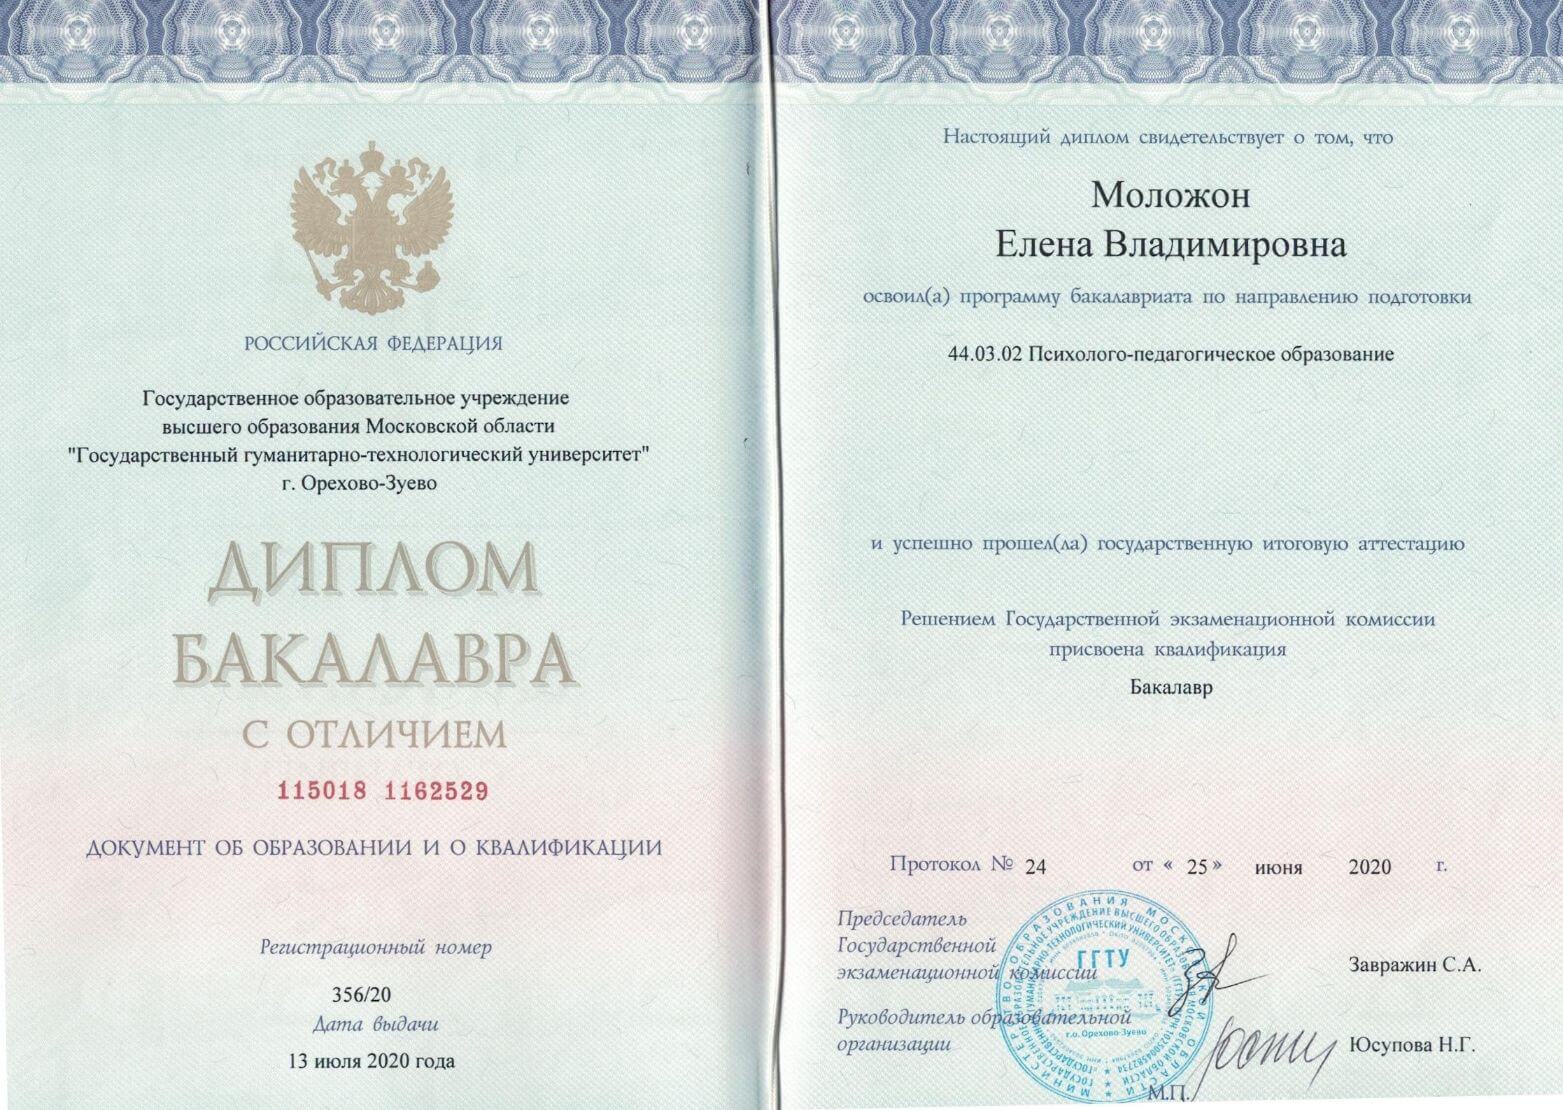 РОССИЙСКАЯ ФЕДЕРАЦИЯ
Государственное образовательное учреждение
высшего образования Московской области
"Государственный гуманитарно-технологический университет"
г. Орехово-Зуево
ДИПЛОМ
БАКАЛАВРА
С ОТЛИЧИЕМ
115018 1162529
ДОКУМЕНТ ОБ ОБРАЗОВАНИИ И О КВАЛИФИКАЦИИ
Регистрационный номер
356/20
Дата выдачи
13 июля 2020 года
Настоящий диплом свидетельствует о том, что
Моложон
Елена Владимировна
освоил(а) программу бакалавриата по направлению подготовки
44.03.02 Психолого-педагогическое образование
и успешно прошел(ла) государственную итоговую аттестацию
Решением Государственной экзаменационной комиссии
присвоена квалификация
Бакалавр
Протокол № 24 от « 25 » июня 2020 г.
Председатель
Государственной
экзаменационной комиссии
Завражин С.А.
Руководитель образовательной
организации
Юсупова Н.Г.
М.П.
МИНИСТЕРСТВО ОБРАЗОВАНИЯ МОСКОВСКОЙ ОБЛАСТИ
ГГТУ
г.о. Орехово-Зуево